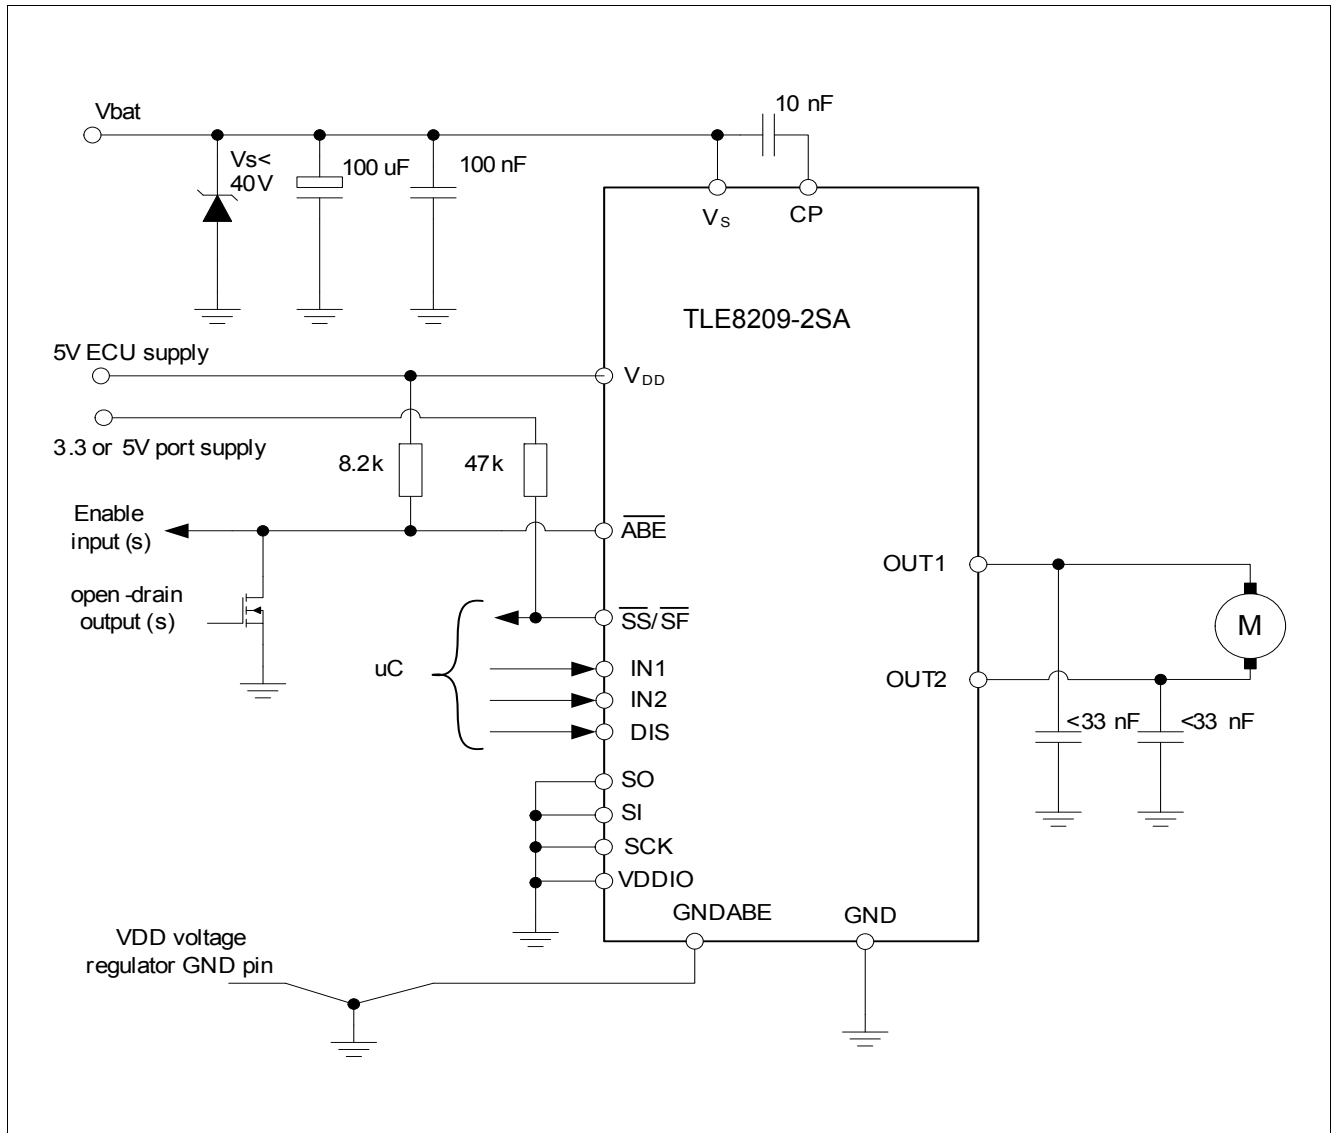 Vbat
10 nF
Vs<
40V
100 uF
100 nF
VS
CP
TLE8209-2SA
5V ECU supply
VDD
3.3 or 5V port supply
8.2k
47k
Enable
input (s)
ABE
open-drain
output (s)
SS/SF
uC
IN1
IN2
DIS
OUT1
M
OUT2
<33 nF
<33 nF
SO
SI
SCK
VDDIO
GNDABE
GND
VDD voltage
regulator GND pin